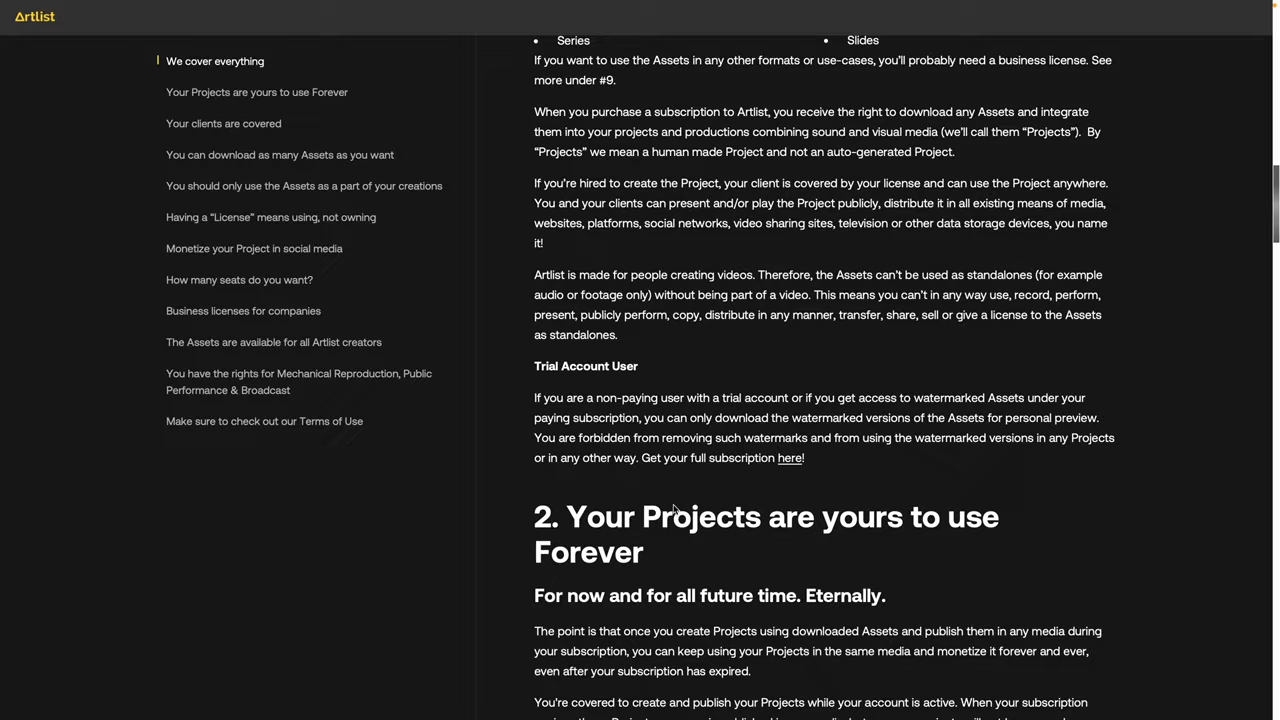 Artlist
We cover everything
Your Projects are yours to use Forever
Your clients are covered
You can download as many Assets as you want
You should only use the Assets as a part of your creations
Having a “License” means using, not owning
Monetize your Project in social media
How many seats do you want?
Business licenses for companies
The Assets are available for all Artlist creators
You have the rights for Mechanical Reproduction, Public
Performance & Broadcast
Make sure to check out our Terms of Use
• Series
• Slides
If you want to use the Assets in any other formats or use-cases, you’ll probably need a business license. See
more under #9.
When you purchase a subscription to Artlist, you receive the right to download any Assets and integrate
them into your projects and productions combining sound and visual media (we’ll call them “Projects”). By
“Projects” we mean a human made Project and not an auto-generated Project.
If you’re hired to create the Project, your client is covered by your license and can use the Project anywhere.
You and your clients can present and/or play the Project publicly, distribute it in all existing means of media,
websites, platforms, social networks, video sharing sites, television or other data storage devices, you name
it!
Artlist is made for people creating videos. Therefore, the Assets can’t be used as standalones (for example
audio or footage only) without being part of a video. This means you can’t in any way use, record, perform,
present, publicly perform, copy, distribute in any manner, transfer, share, sell or give a license to the Assets
as standalones.
Trial Account User
If you are a non-paying user with a trial account or if you get access to watermarked Assets under your
paying subscription, you can only download the watermarked versions of the Assets for personal preview.
You are forbidden from removing such watermarks and from using the watermarked versions in any Projects
or in any other way. Get your full subscription here!
2. Your Projects are yours to use
Forever
For now and for all future time. Eternally.
The point is that once you create Projects using downloaded Assets and publish them in any media during
your subscription, you can keep using your Projects in the same media and monetize it forever and ever,
even after your subscription has expired.
You’re covered to create and publish your Projects while your account is active. When your subscription